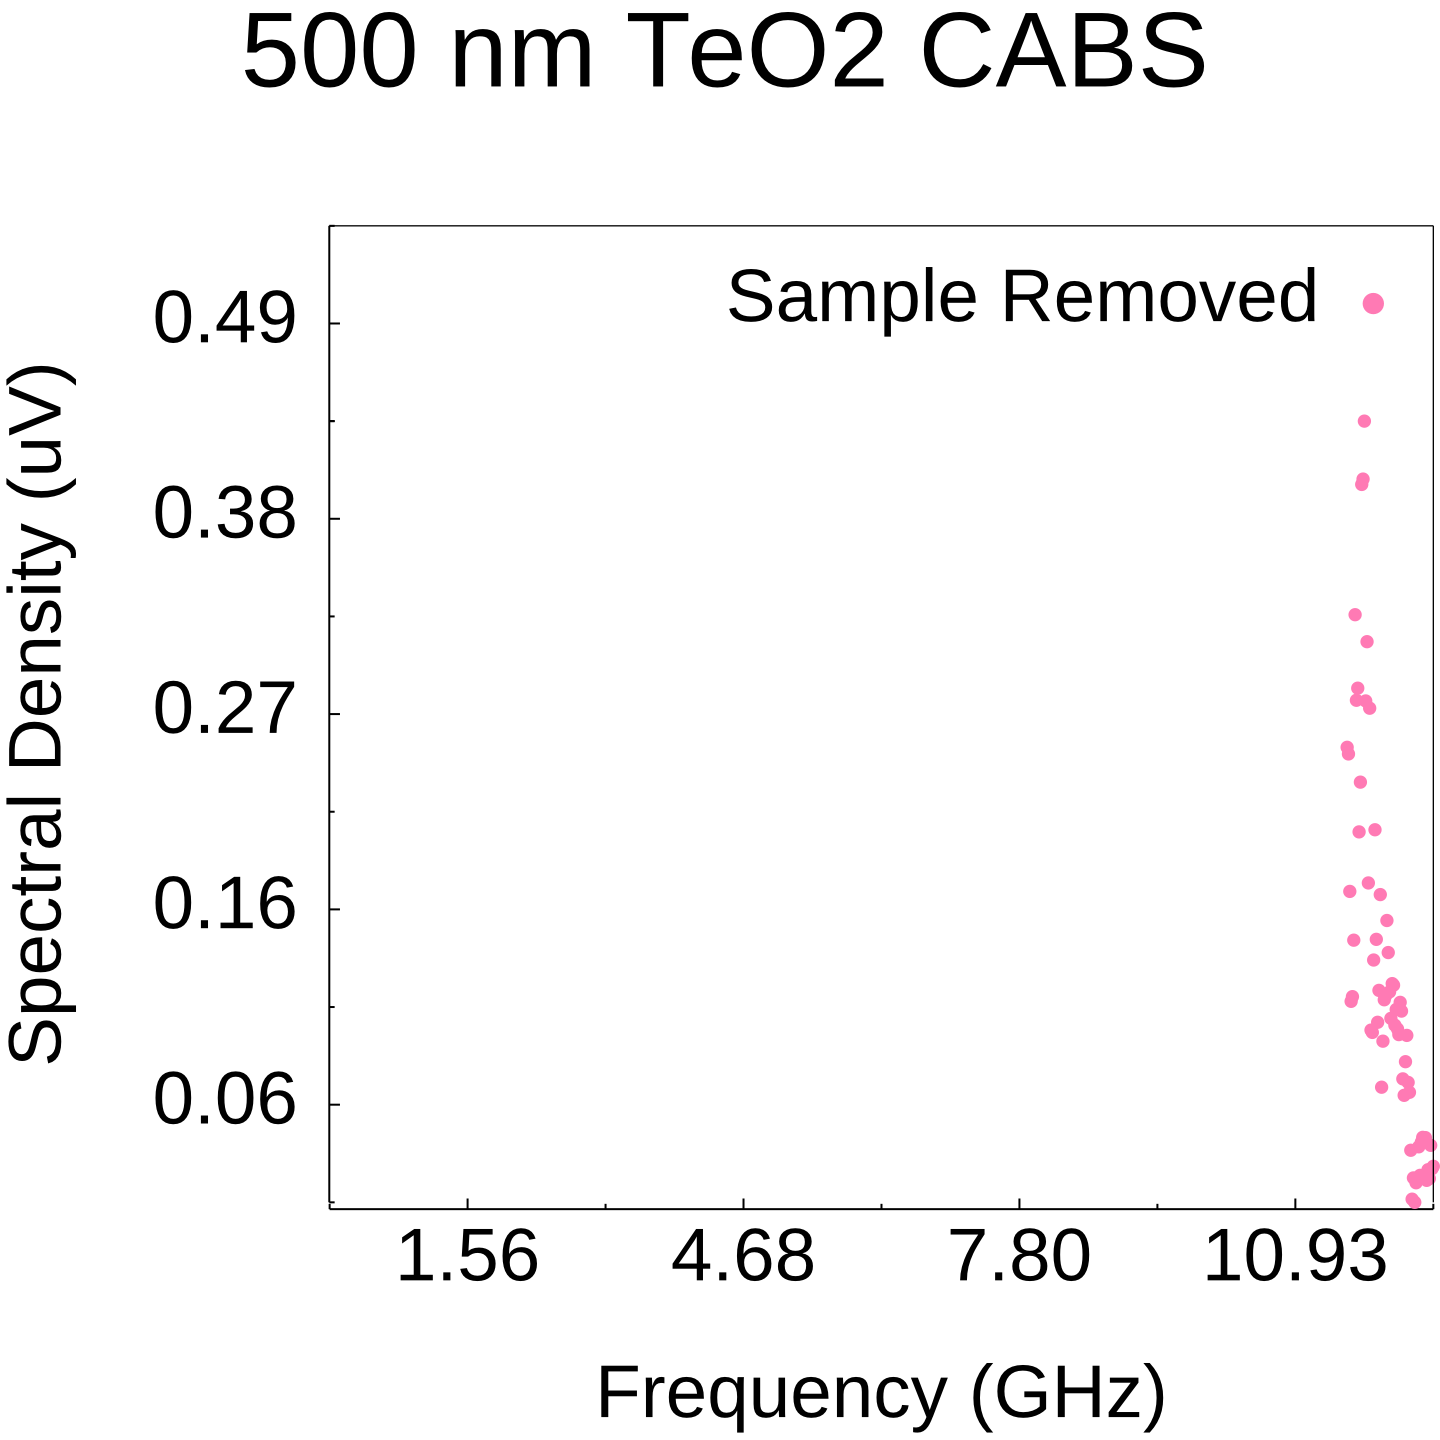 500 nm TeO2 CABS
Sample Removed
0.49
0.38
0.27
0.16
0.06
Spectral Density (uV)
1.56 4.68 7.80 10.93
Frequency (GHz)